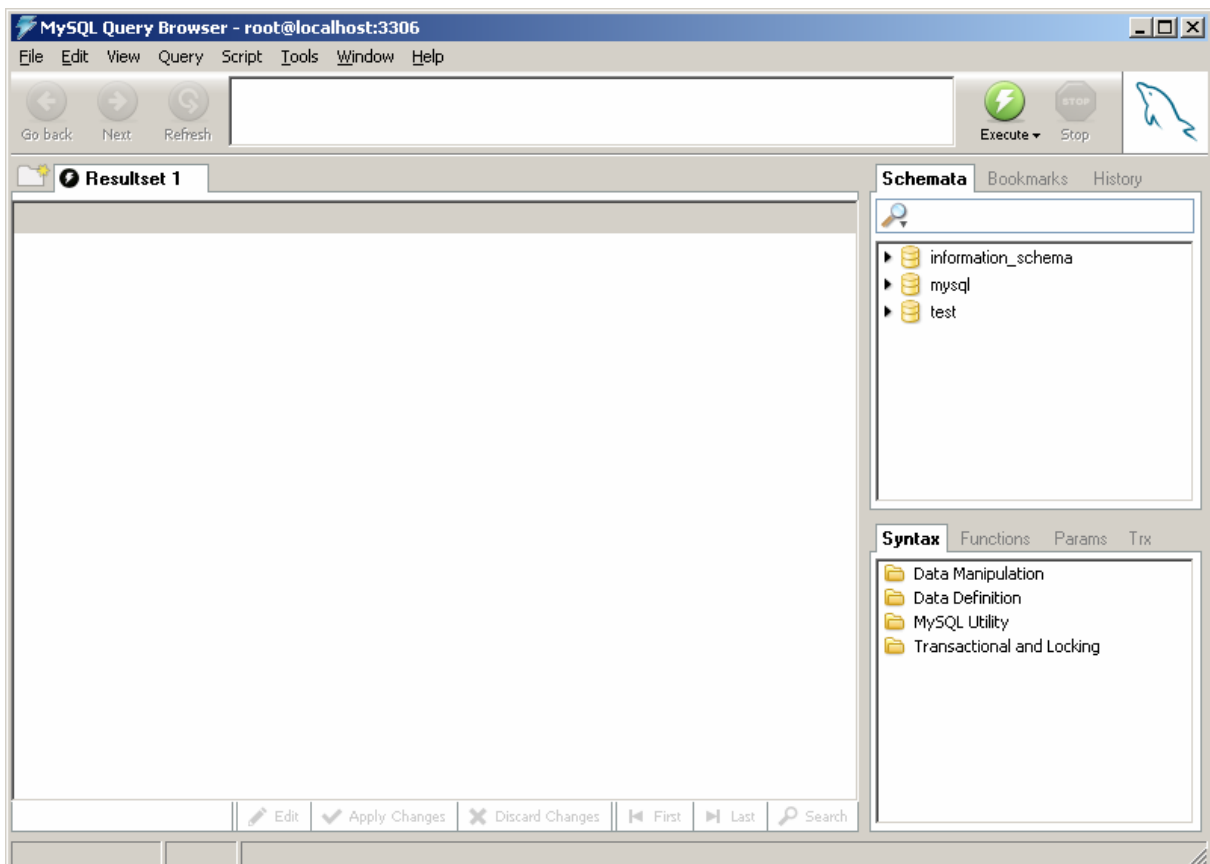 MySQL Query Browser - root@localhost:3306
File Edit View Query Script Tools Window Help
Go back Next Refresh Execute Stop
STOP
Resultset 1
Schemata Bookmarks History
information_schema
mysql
test
Syntax Functions Params Trx
Data Manipulation
Data Definition
MySQL Utility
Transactional and Locking
Edit Apply Changes Discard Changes First Last Search